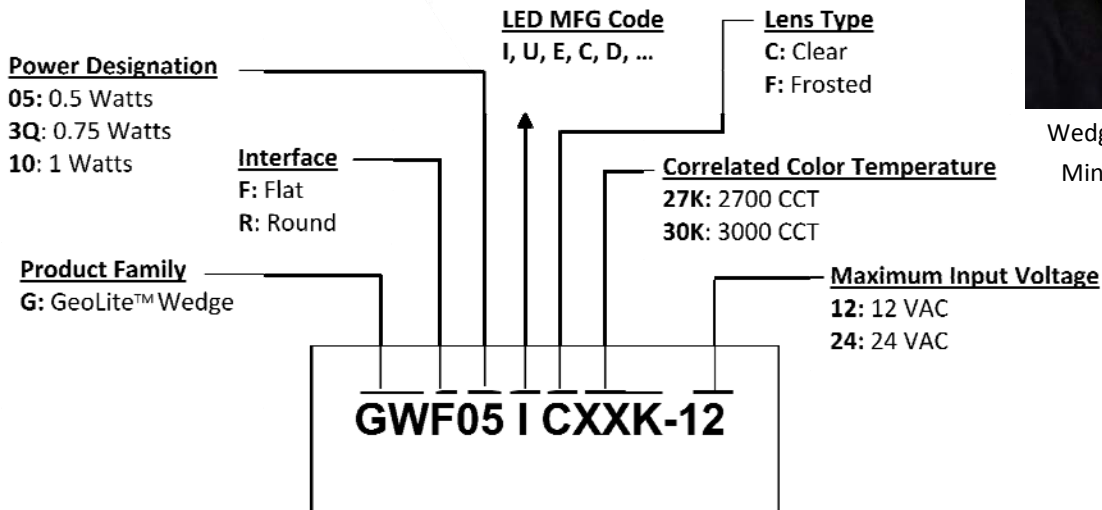 LED MFG Code
I, U, E, C, D, ...
Lens Type
C: Clear
F: Frosted
Power Designation
05: 0.5 Watts
3Q: 0.75 Watts
10: 1 Watts
Interface
F: Flat
R: Round
Correlated Color Temperature
27K: 2700 CCT
30K: 3000 CCT
Product Family
G: GeoLite™ Wedge
Maximum Input Voltage
12: 12 VAC
24: 24 VAC
GWF05 I CXXK-12